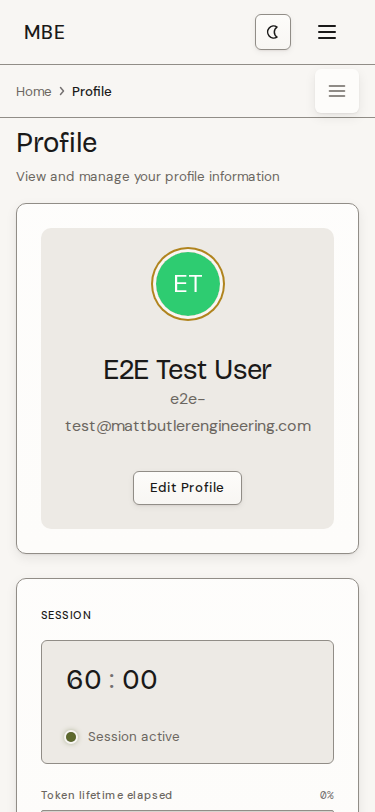 MBE
Home > Profile
Profile
View and manage your profile information
ET
E2E Test User
e2e-
test@mattbutlerengineering.com
Edit Profile
SESSION
60 : 00
Session active
Token lifetime elapsed 0%